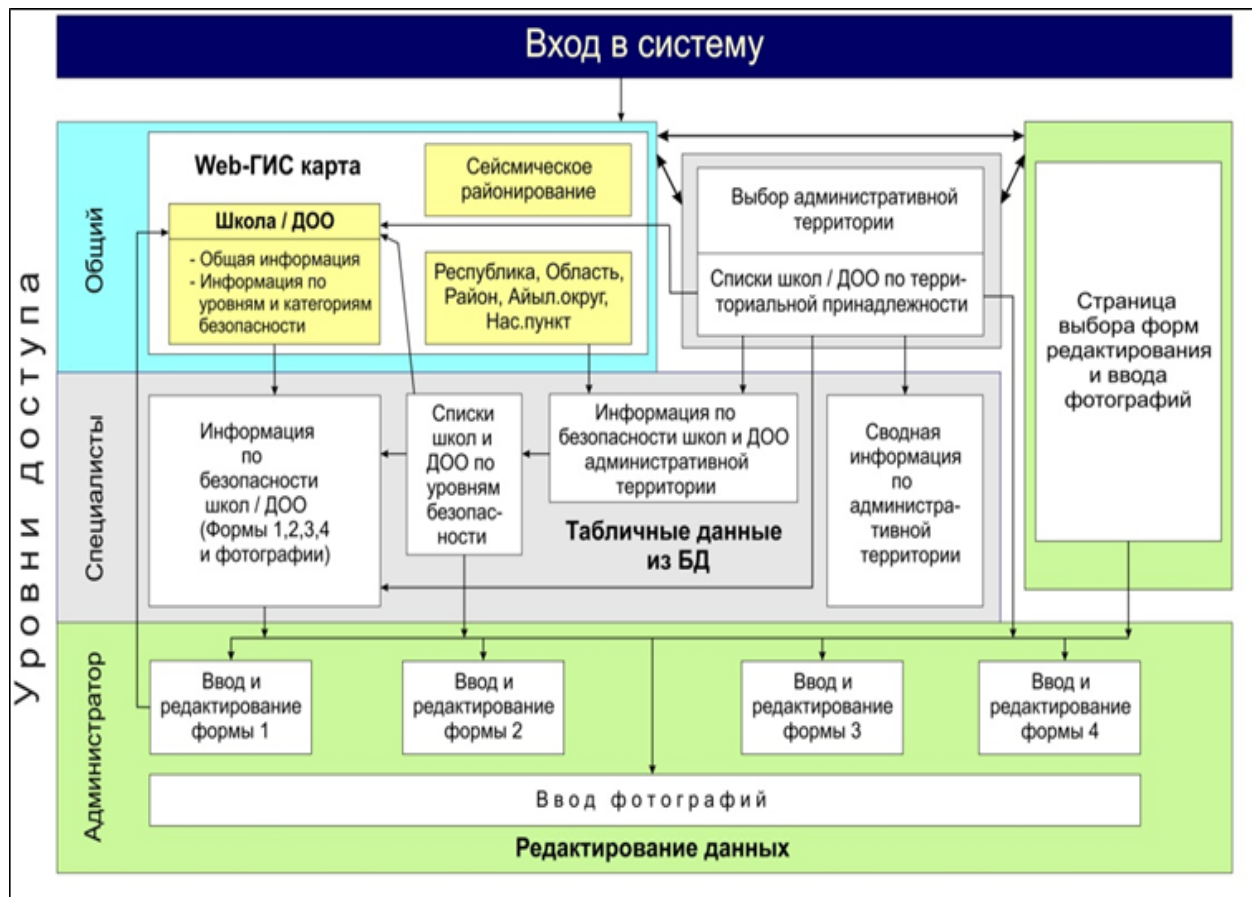 Вход в систему
Уровни доступа
Общий
Web-ГИС карта
Сейсмическое
районирование
Школа / ДОО
- Общая информация
- Информация по
уровням и категориям
безопасности
Республика, Область,
Район, Айыл.округ,
Нас.пункт
Выбор административной
территории
Списки школ / ДОО по терри-
ториальной принадлежности
Страница
выбора форм
редактирования
и ввода
фотографий
Специалисты
Информация
по
безопасности
школ / ДОО
(Формы 1,2,3,4
и фотографии)
Списки
школ и
ДОО по
уровням
безопас-
ности
Информация по
безопасности школ и ДОО
административной
территории
Табличные данные
из БД
Сводная
информация
по
администра-
тивной
территории
Администратор
Ввод и
редактирование
формы 1
Ввод и
редактирование
формы 2
Ввод и
редактирование
формы 3
Ввод и
редактирование
формы 4
Ввод фотографий
Редактирование данных